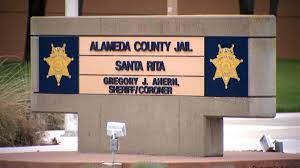 ALAMEDA COUNTY JAIL
SANTA RITA
GREGORY J. AHERN,
SHERIFF/CORONER